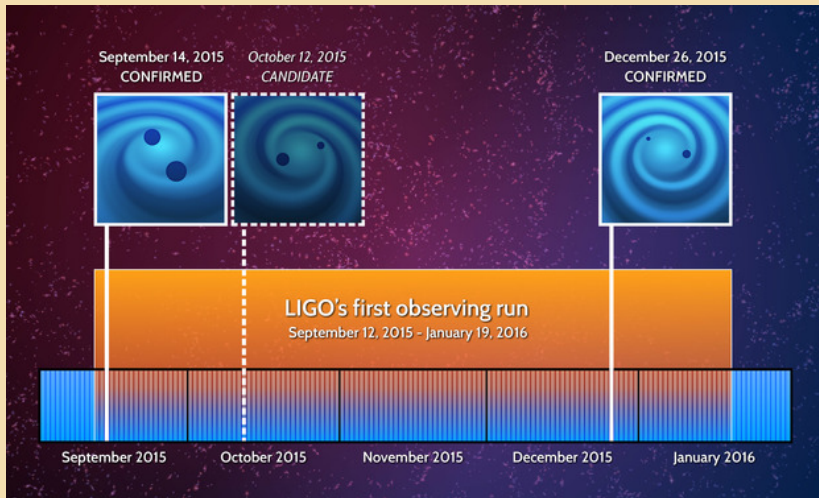 September 14, 2015
CONFIRMED
October 12, 2015
CANDIDATE
December 26, 2015
CONFIRMED
LIGO's first observing run
September 12, 2015 - January 19, 2016
September 2015
October 2015
November 2015
December 2015
January 2016